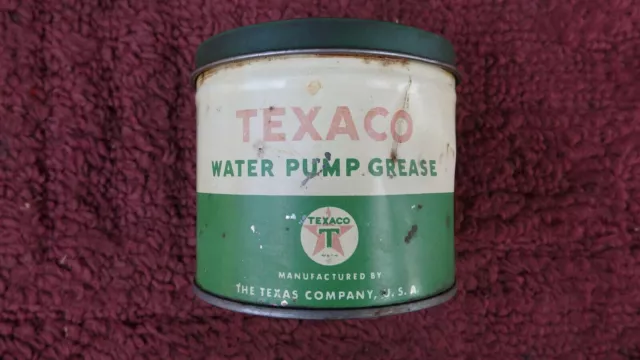 TEXACO
WATER PUMP GREASE
TEXACO
T
MANUFACTURED BY
THE TEXAS COMPANY, U. S. A.